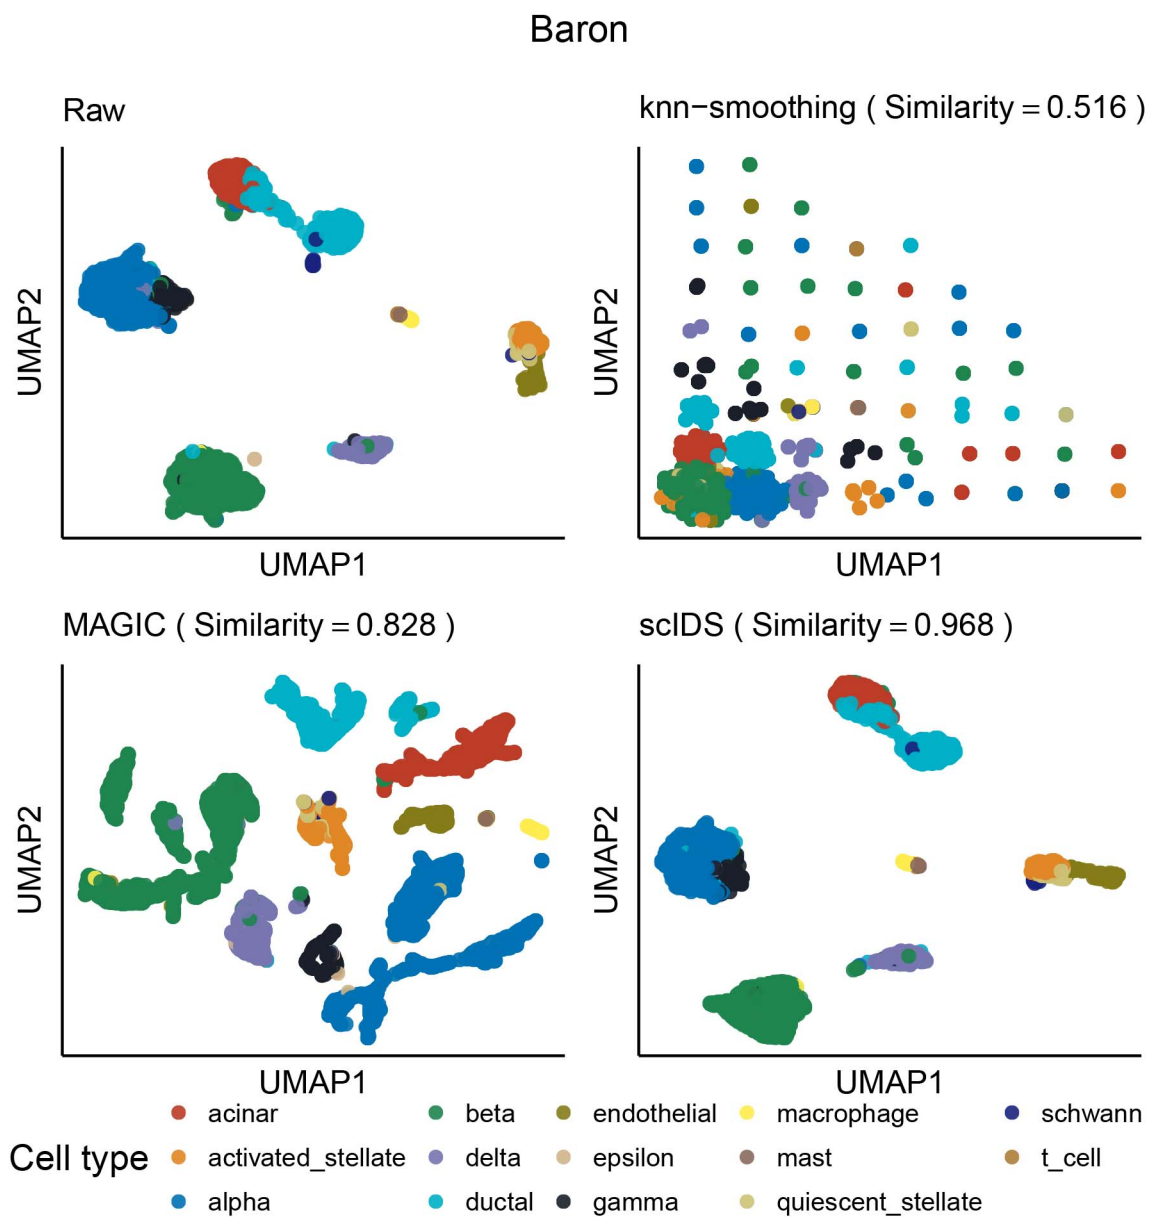 Baron
Raw
knn−smoothing ( Similarity = 0.516 )
UMAP2
UMAP2
UMAP1
UMAP1
MAGIC ( Similarity = 0.828 )
scIDS ( Similarity = 0.968 )
UMAP2
UMAP2
UMAP1
UMAP1
Cell type
acinar
beta
endothelial
macrophage
schwann
activated_stellate
delta
epsilon
mast
t_cell
alpha
ductal
gamma
quiescent_stellate